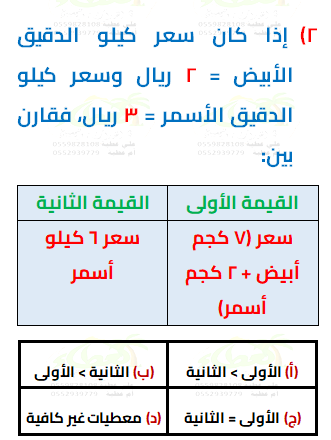 ٢) إذا كان سعر كيلو الدقيق
الأبيض = ٢ ريال وسعر كيلو
الدقيق الأسمر = ٣ ريال، فقارن
بين:
القيمة الأولى
القيمة الثانية
سعر (٧ كجم
أبيض + ٢ كجم
أسمر)
سعر ٦ كيلو
أسمر
(أ) الأولى > الثانية
(ب) الثانية > الأولى
(ج) الأولى = الثانية
(د) معطيات غير كافية